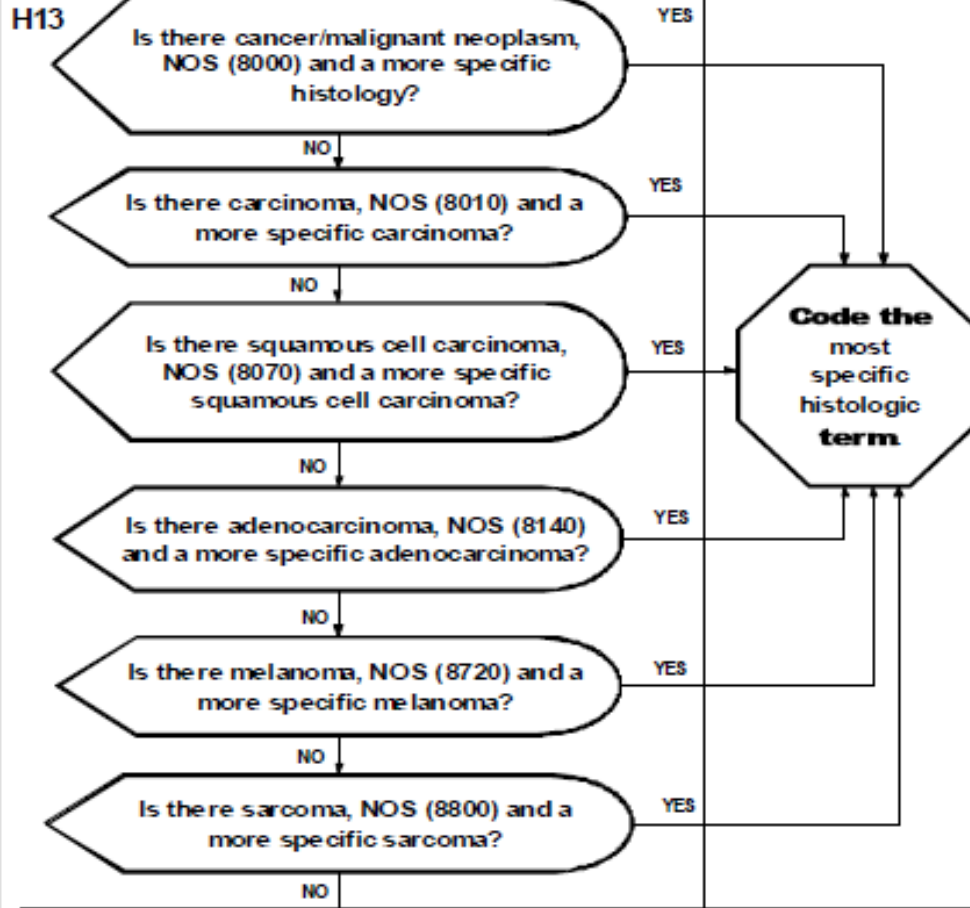 H13
YES
Is there cancer/malignant neoplasm,
NOS (8000) and a more specific
histology?
NO
YES
Is there carcinoma, NOS (8010) and a
more specific carcinoma?
NO
Code the
most
specific
histologic
term
Is there squamous cell carcinoma,
NOS (8070) and a more specific
squamous cell carcinoma?
YES
NO
YES
Is there adenocarcinoma, NOS (8140)
and a more specific adenocarcinoma?
NO
YES
Is there melanoma, NOS (8720) and a
more specific melanoma?
NO
YES
Is there sarcoma, NOS (8800) and a
more specific sarcoma?
NO